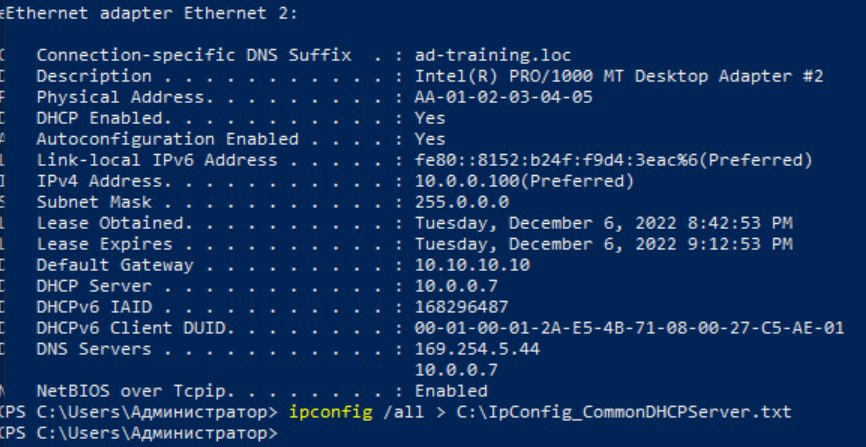 Ethernet adapter Ethernet 2:
Connection-specific DNS Suffix . : ad-training.loc
Description . . . . . . . . . . . : Intel(R) PRO/1000 MT Desktop Adapter #2
Physical Address. . . . . . . . . : AA-01-02-03-04-05
DHCP Enabled. . . . . . . . . . . : Yes
Autoconfiguration Enabled . . . . : Yes
Link-local IPv6 Address . . . . . : fe80::8152:b24f:f9d4:3eac%6(Preferred)
IPv4 Address. . . . . . . . . . . : 10.0.0.100(Preferred)
Subnet Mask . . . . . . . . . . . : 255.0.0.0
Lease Obtained. . . . . . . . . . : Tuesday, December 6, 2022 8:42:53 PM
Lease Expires . . . . . . . . . . : Tuesday, December 6, 2022 9:12:53 PM
Default Gateway . . . . . . . . . : 10.10.10.10
DHCP Server . . . . . . . . . . . : 10.0.0.7
DHCPv6 IAID . . . . . . . . . . . : 168296487
DHCPv6 Client DUID. . . . . . . . : 00-01-00-01-2A-E5-4B-71-08-00-27-C5-AE-01
DNS Servers . . . . . . . . . . . : 169.254.5.44
10.0.0.7
NetBIOS over Tcpip. . . . . . . . : Enabled
PS C:\Users\Администратор> ipconfig /all > C:\IpConfig_CommonDHCPServer.txt
PS C:\Users\Администратор>